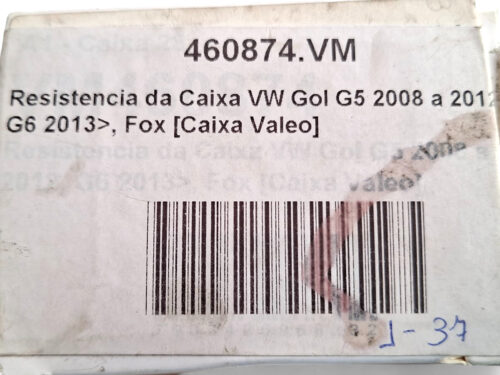 460874.VM
Resistencia da Caixa VW Gol G5 2008 a 2012
G6 2013>, Fox [Caixa Valeo]
Resistencia da Caixa VW Gol G5 2008 a
2012, G6 2013>, Fox [Caixa Valeo]
J-37